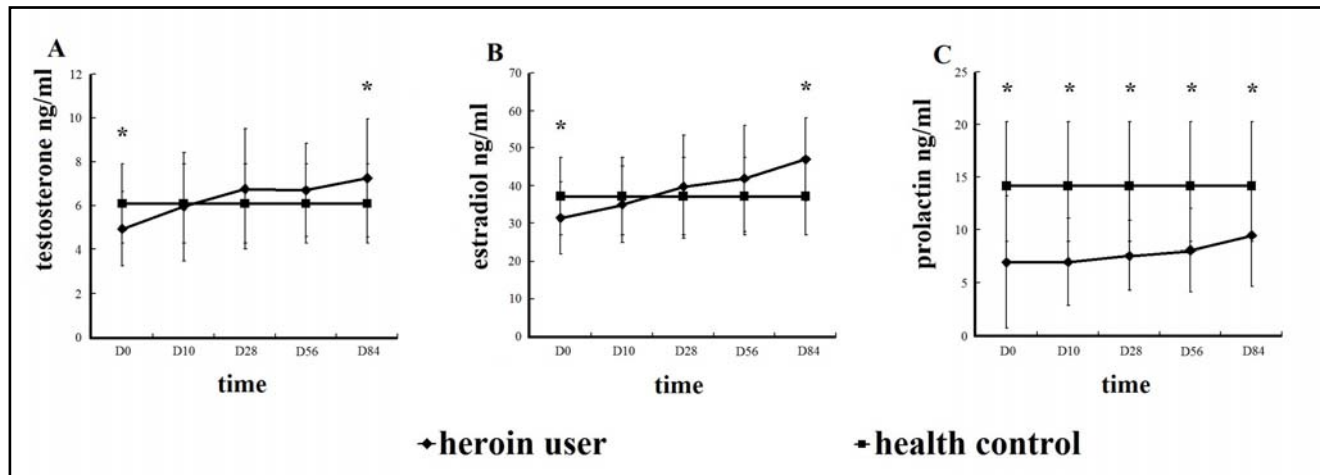 A
testosterone ng/ml
12
10
8
6
4
2
0
*
*
D0 D10 D28 D56 D84
time
B
estradiol ng/ml
70
60
50
40
30
20
10
0
*
*
D0 D10 D28 D56 D84
time
C
prolactin ng/ml
25
20
15
10
5
0
* * * * *
D0 D10 D28 D56 D84
time
heroin user
health control